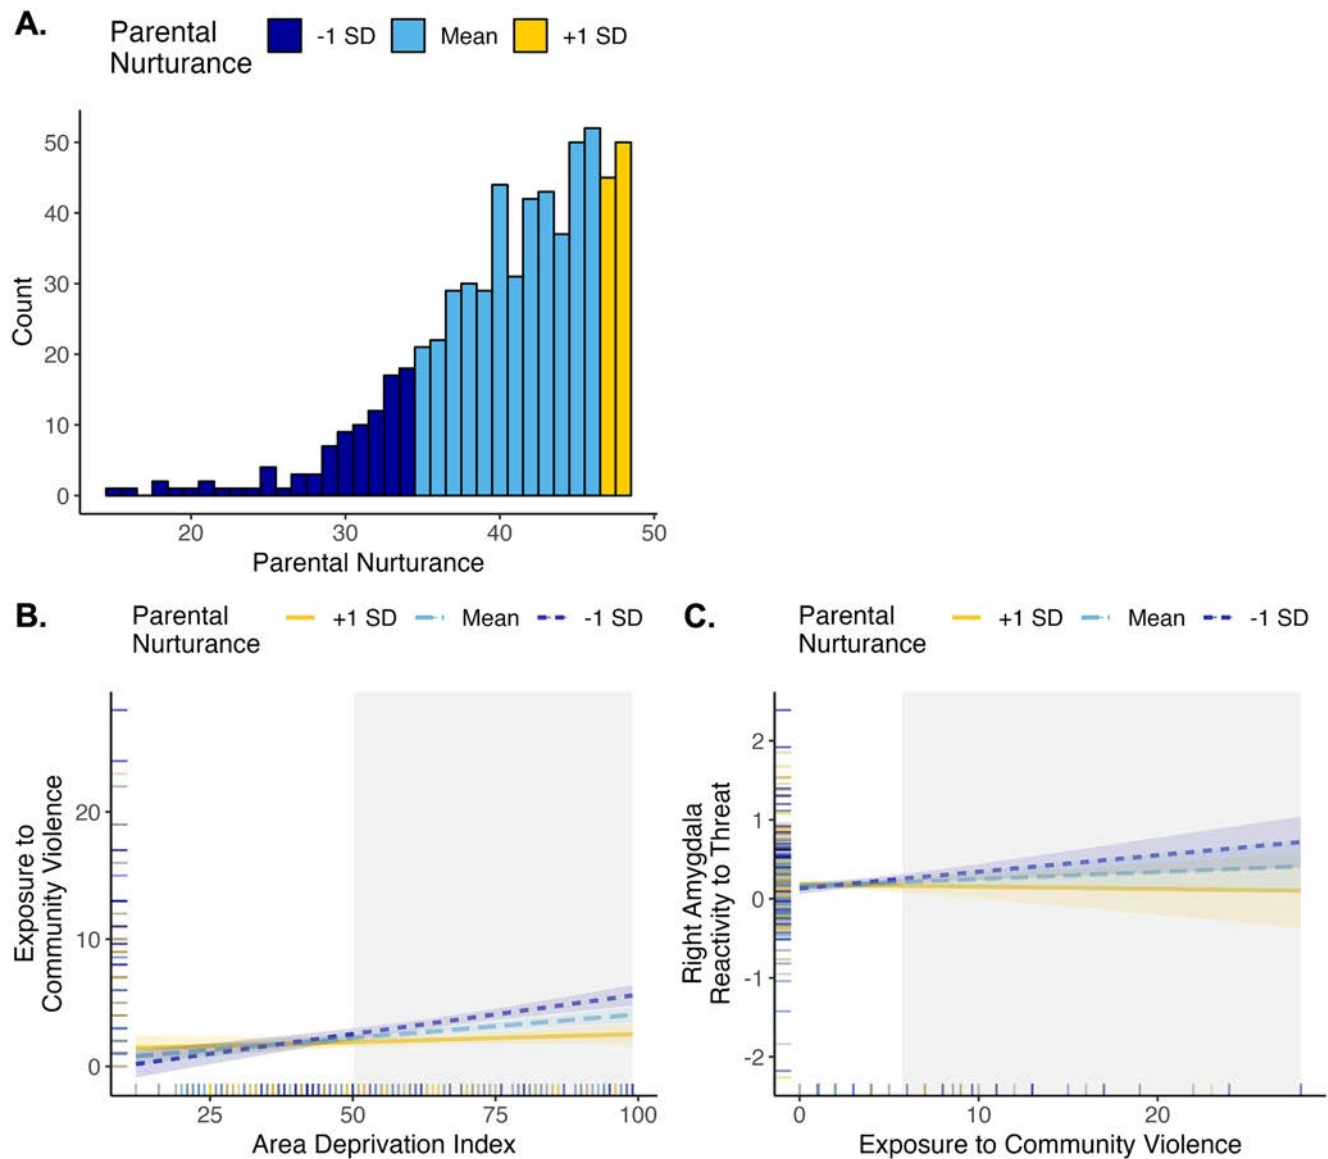 A.
Parental
Nurturance
-1 SD
Mean
+1 SD
Count
50
40
30
20
10
0
20
30
40
50
Parental Nurturance
B.
Parental
Nurturance
+1 SD
Mean
-1 SD
Exposure to
Community Violence
20
10
0
25
50
75
100
Area Deprivation Index
C.
Parental
Nurturance
+1 SD
Mean
-1 SD
Right Amygdala
Reactivity to Threat
2
1
0
-1
-2
0
10
20
Exposure to Community Violence